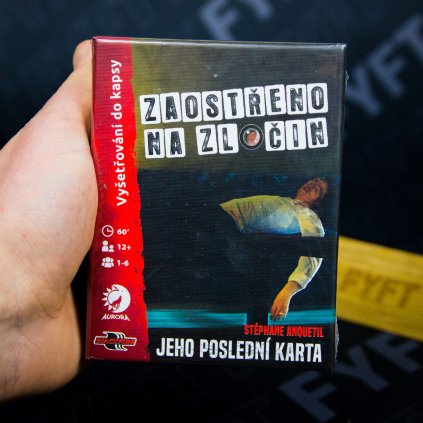 Vyšetřování do kapsy
ZAOSTŘENO
NA ZLOČIN
60'
12+
1-6
AURORA
STÉPHANE ANQUETIL
JEHO POSLEDNÍ KARTA
FYFT
FYFT
FYFT